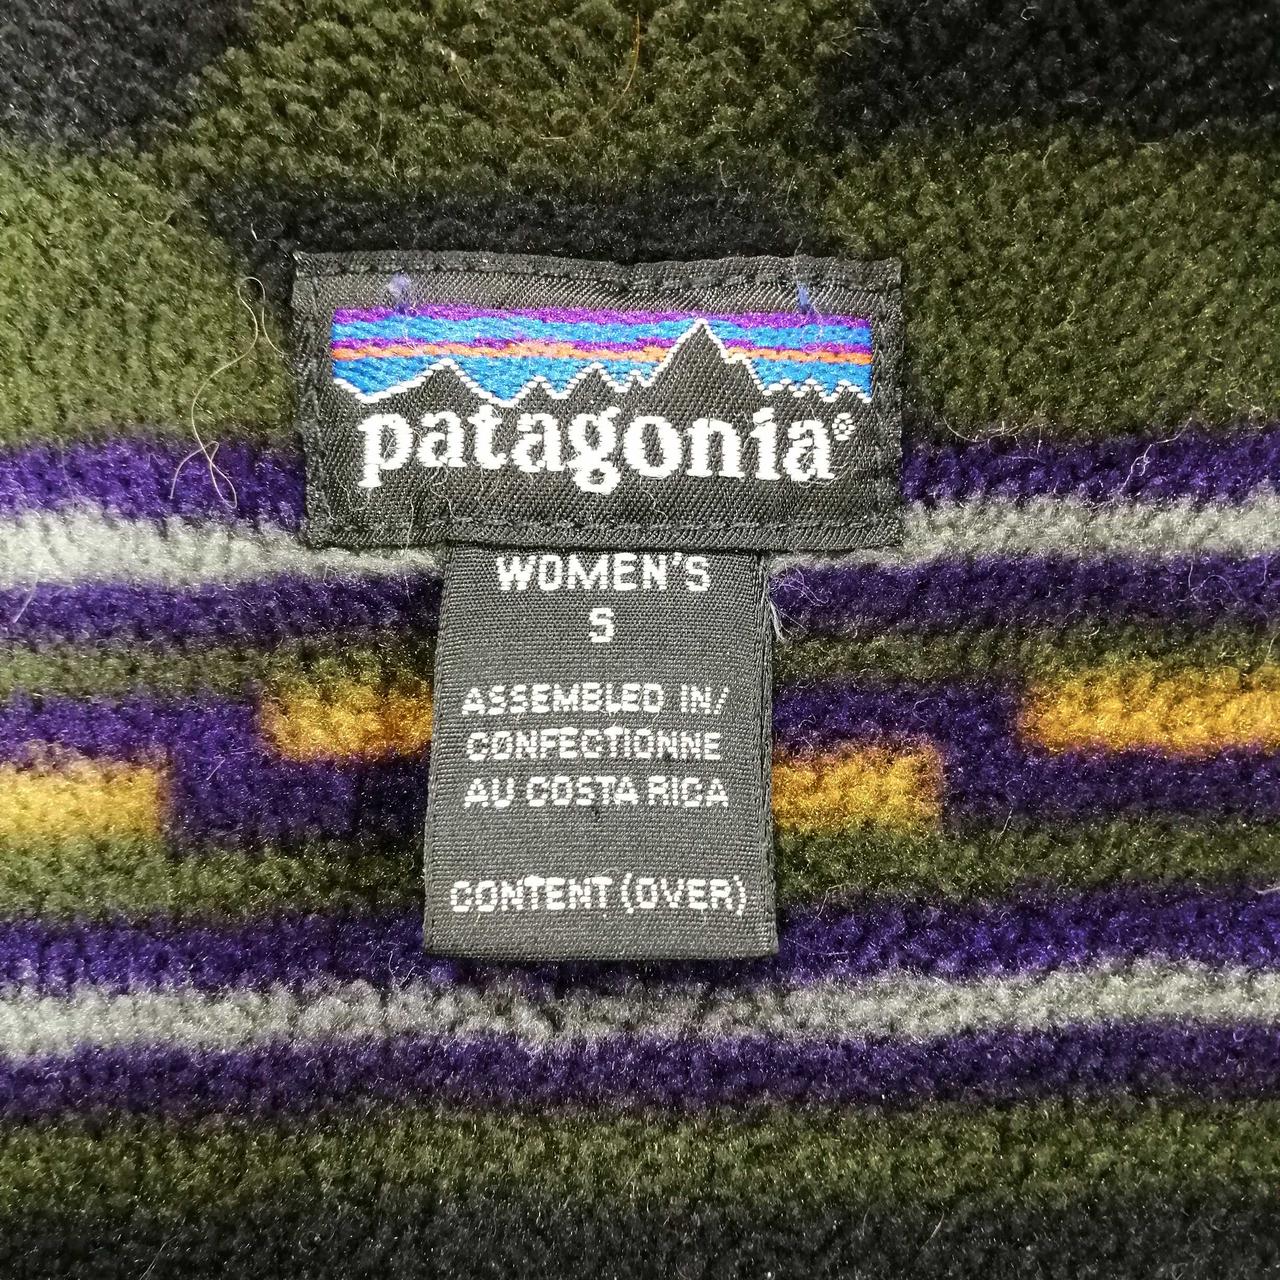 patagonia®
WOMEN'S
S
ASSEMBLED IN/
CONFECTIONNE
AU COSTA RICA
CONTENT (OVER)